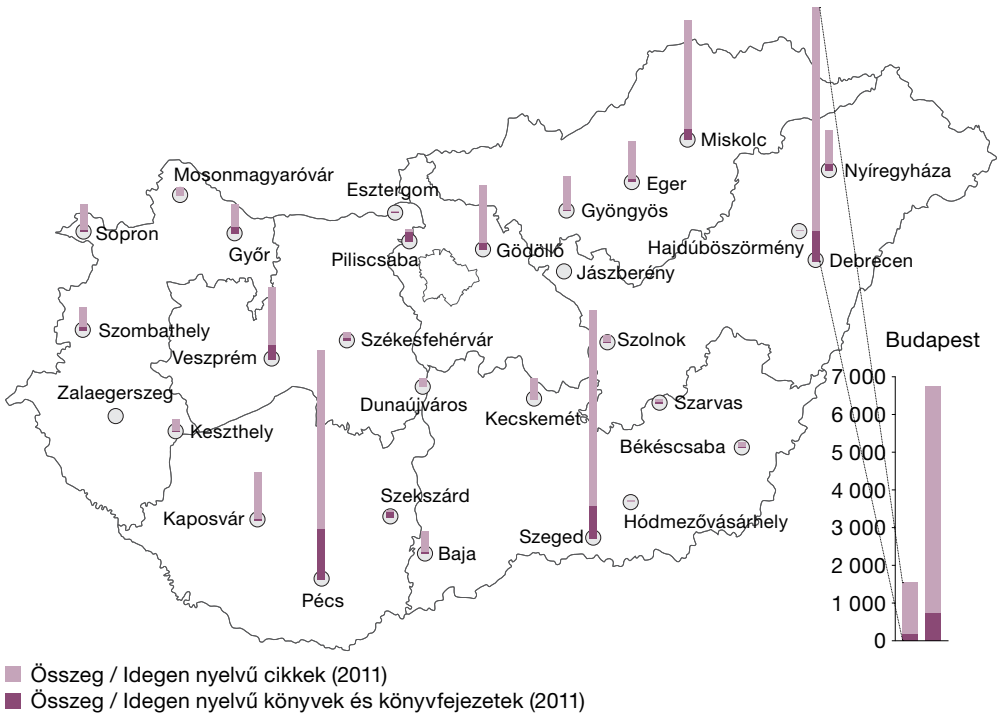 Miskolc
Mosonmagyaróvár
Nyíregyháza
Esztergom
Eger
Gyöngyös
Sopron
Győr
Piliscsaba
Gödöllő
Hajdúböszörmény
Debrecen
Jászberény
Szombathely
Székesfehérvár
Szolnok
Budapest
Veszprém
Zalaegerszeg
Dunaújváros
Kecskemét
Szarvas
Keszthely
Békéscsaba
Szekszárd
Kaposvár
Hódmezővásárhely
Szeged
Baja
Pécs
7 000
6 000
5 000
4 000
3 000
2 000
1 000
0
Összeg / Idegen nyelvű cikkek (2011)
Összeg / Idegen nyelvű könyvek és könyvfejezetek (2011)